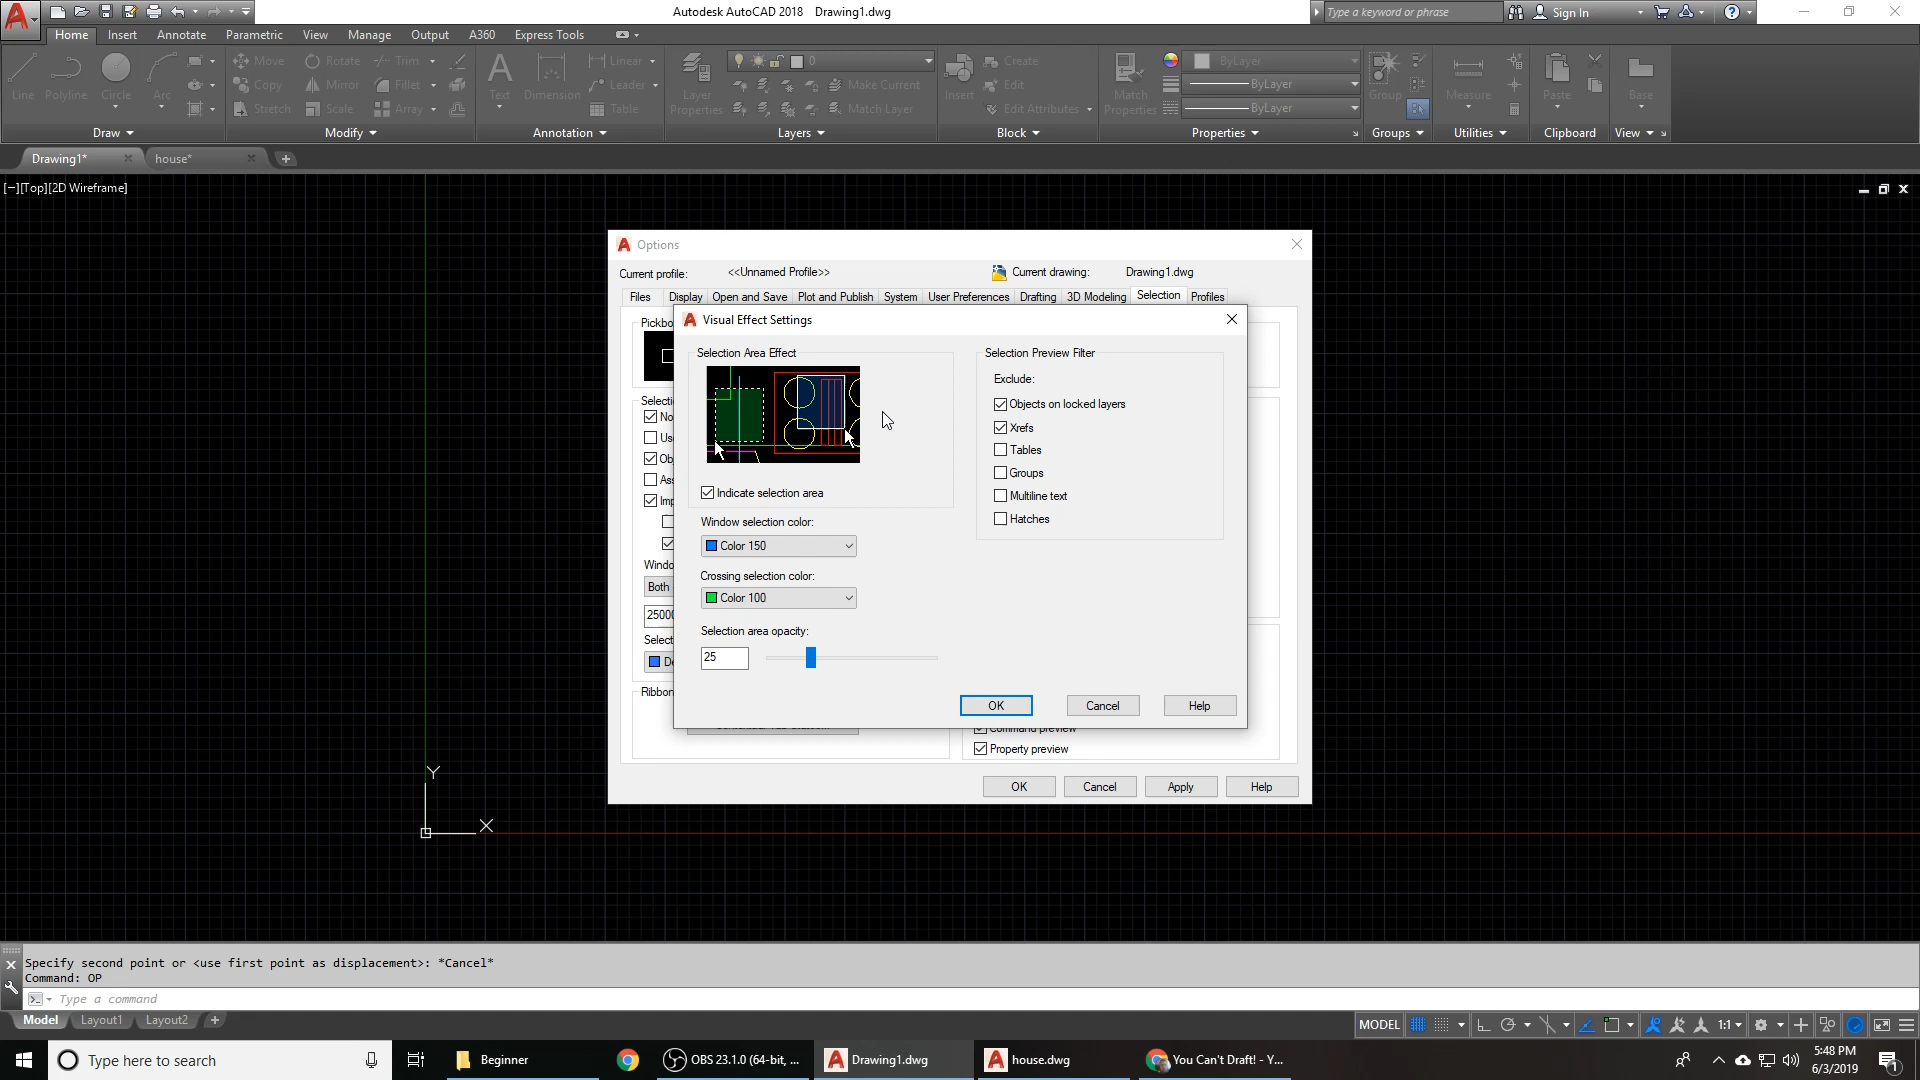 Autodesk AutoCAD 2018 Drawing1.dwg
Type a keyword or phrase
Sign In
Home Insert Annotate Parametric View Manage Output A360 Express Tools
Line Polyline Circle Arc
Move Rotate Trim
Copy Mirror Fillet
Stretch Scale Array
Text Dimension
Linear
Leader
Table
Layer
Properties
0
Make Current
Match Layer
Insert
Create
Edit
Edit Attributes
Match
Properties
ByLayer
ByLayer
ByLayer
Group
Measure
Paste
Base
Draw Modify Annotation Layers Block Properties Groups Utilities Clipboard View
Drawing1* house*
[−][Top][2D Wireframe]
Options
Current profile: <<Unnamed Profile>> Current drawing: Drawing1.dwg
Files Display Open and Save Plot and Publish System User Preferences Drafting 3D Modeling Selection Profiles
Visual Effect Settings
Selection Area Effect
Indicate selection area
Window selection color:
Color 150
Crossing selection color:
Color 100
Selection area opacity:
25
Selection Preview Filter
Exclude:
Objects on locked layers
Xrefs
Tables
Groups
Multiline text
Hatches
OK Cancel Help
Both
Ribbon
Command preview
Property preview
OK Cancel Apply Help
Y
X
Specify second point or <use first point as displacement>: *Cancel*
Command: OP
Type a command
Model Layout1 Layout2
MODEL 1:1
Type here to search
Beginner
OBS 23.1.0 (64-bit, ...
Drawing1.dwg
house.dwg
You Can't Draft! - Y...
5:48 PM
6/3/2019
1